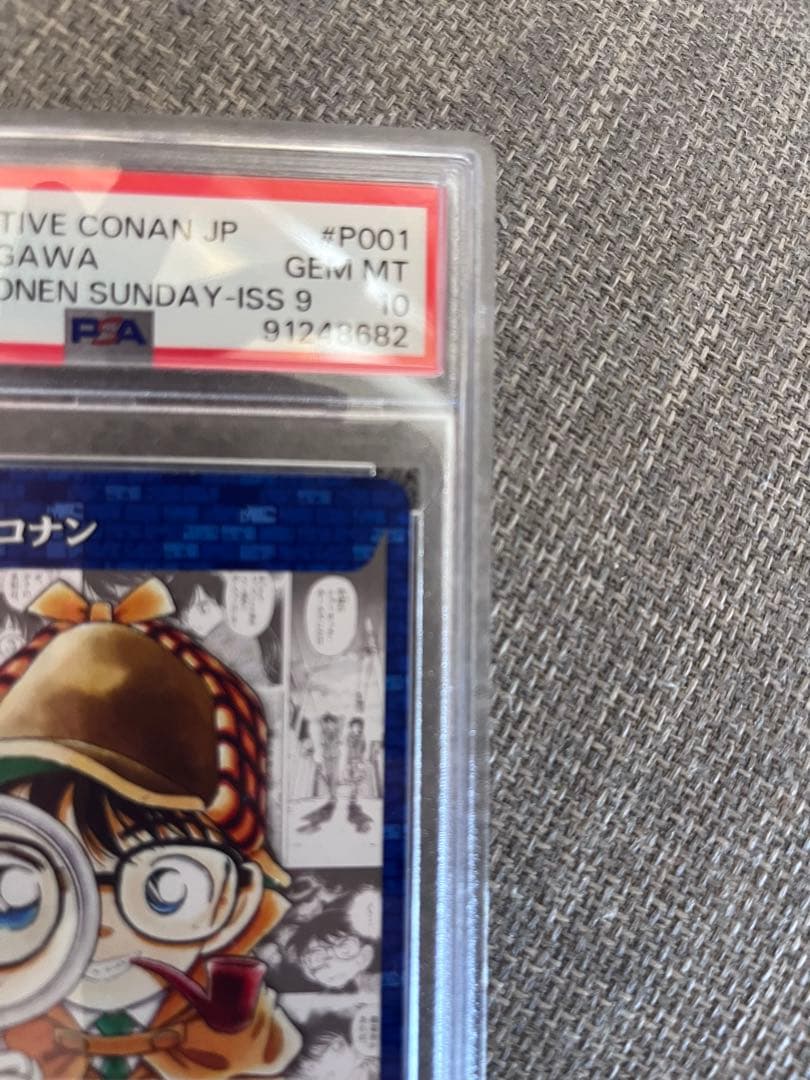 TIVE CONAN JP #P001
GAWA GEM MT
ONEN SUNDAY-ISS 9 10
PSA 91248682
コナン